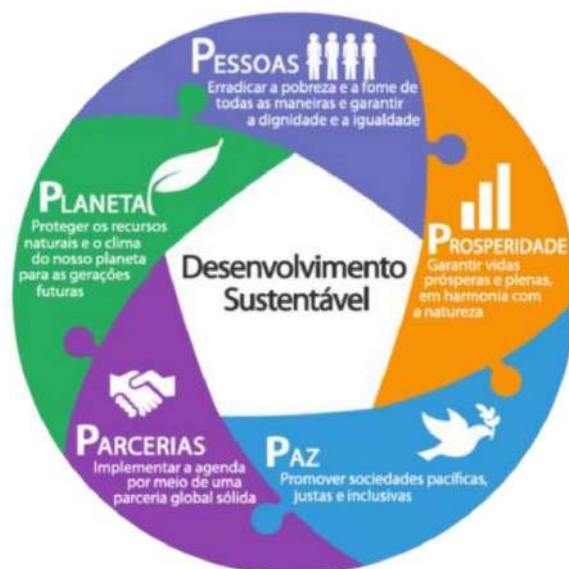 PESSOAS
Erradicar a pobreza e a fome de
todas as maneiras e garantir
a dignidade e a igualdade
PROSPERIDADE
Garantir vidas
prósperas e plenas,
em harmonia com
a natureza
PAZ
Promover sociedades pacíficas,
justas e inclusivas
PARCERIAS
Implementar a agenda
por meio de uma
parceria global sólida
PLANETA
Proteger os recursos
naturais e o clima
do nosso planeta
para as gerações
futuras
Desenvolvimento
Sustentável